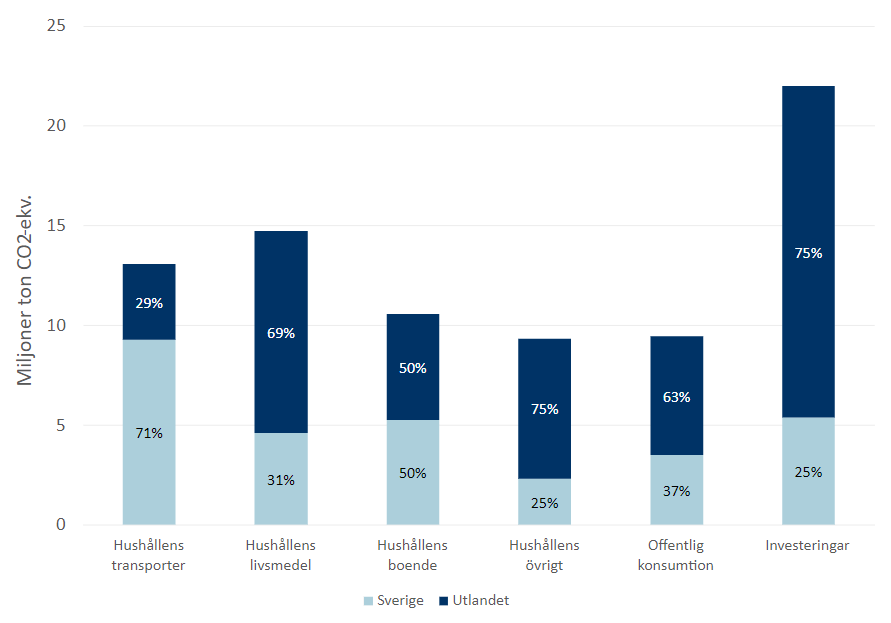 25
20
15
10
5
0
Miljoner ton CO2-ekv.
29%
71%
69%
31%
50%
50%
75%
25%
63%
37%
75%
25%
Hushållens
transporter
Hushållens
livsmedel
Hushållens
boende
Hushållens
övrigt
Offentlig
konsumtion
Investeringar
Sverige
Utlandet